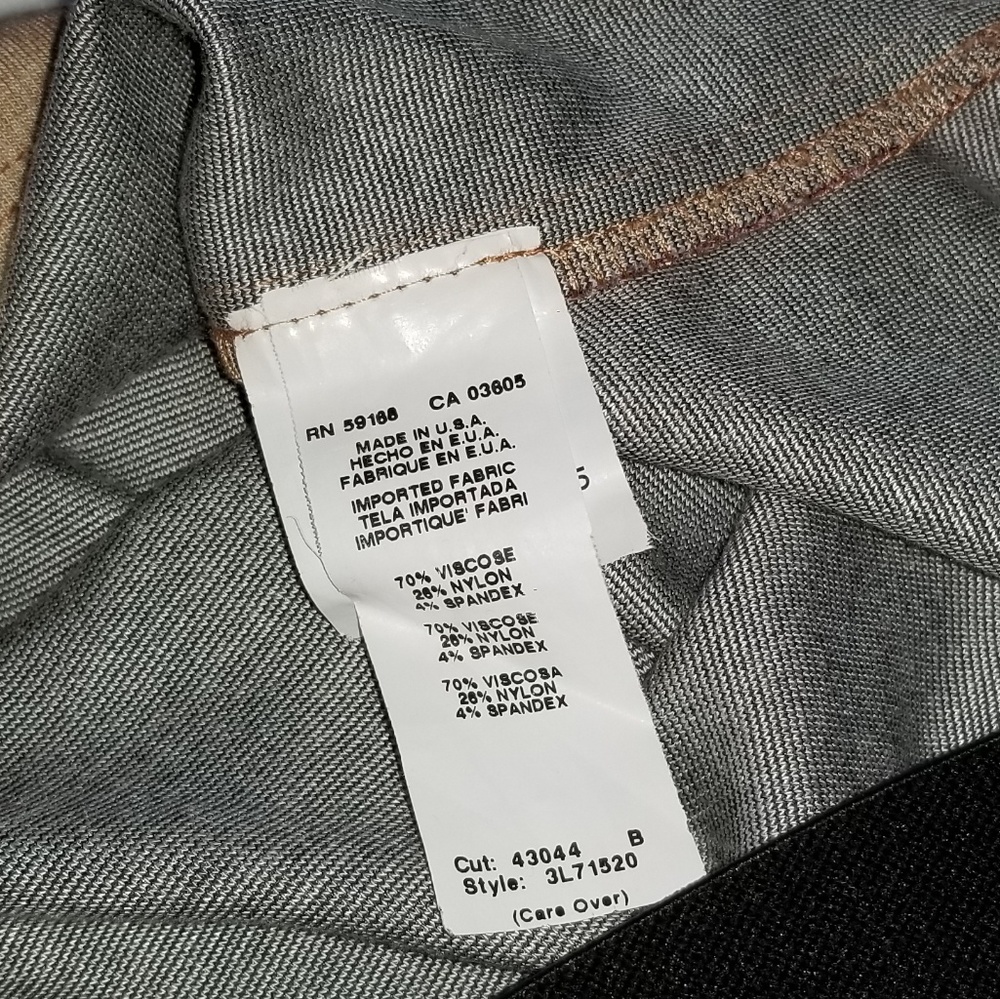 RN 59168 CA 03605
MADE IN U.S.A.
HECHO EN E.U.A.
FABRIQUE EN E.U.A.
IMPORTED FABRIC
TELA IMPORTADA
IMPORTIQUE' FABRI
5
70% VISCOSE
26% NYLON
4% SPANDEX
70% VISCOSE
26% NYLON
4% SPANDEX
70% VISCOSA
26% NYLON
4% SPANDEX
Cut: 43044 B
Style: 3L71520
(Care Over)